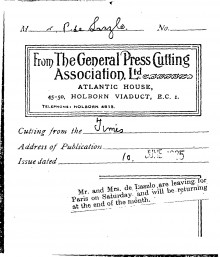 M r. P. de Laszlo. No.
From The General Press Cutting
Association, Ltd
ATLANTIC HOUSE,
45-50, HOLBORN VIADUCT, E.C. 1.
TELEPHONE: HOLBORN 4813.
Cutting from the Times
Address of Publication
Issue dated 10 JUNE
Mr. and Mrs. de Laszlo are leaving for
Paris on Saturday, and will be returning
at the end of the month.